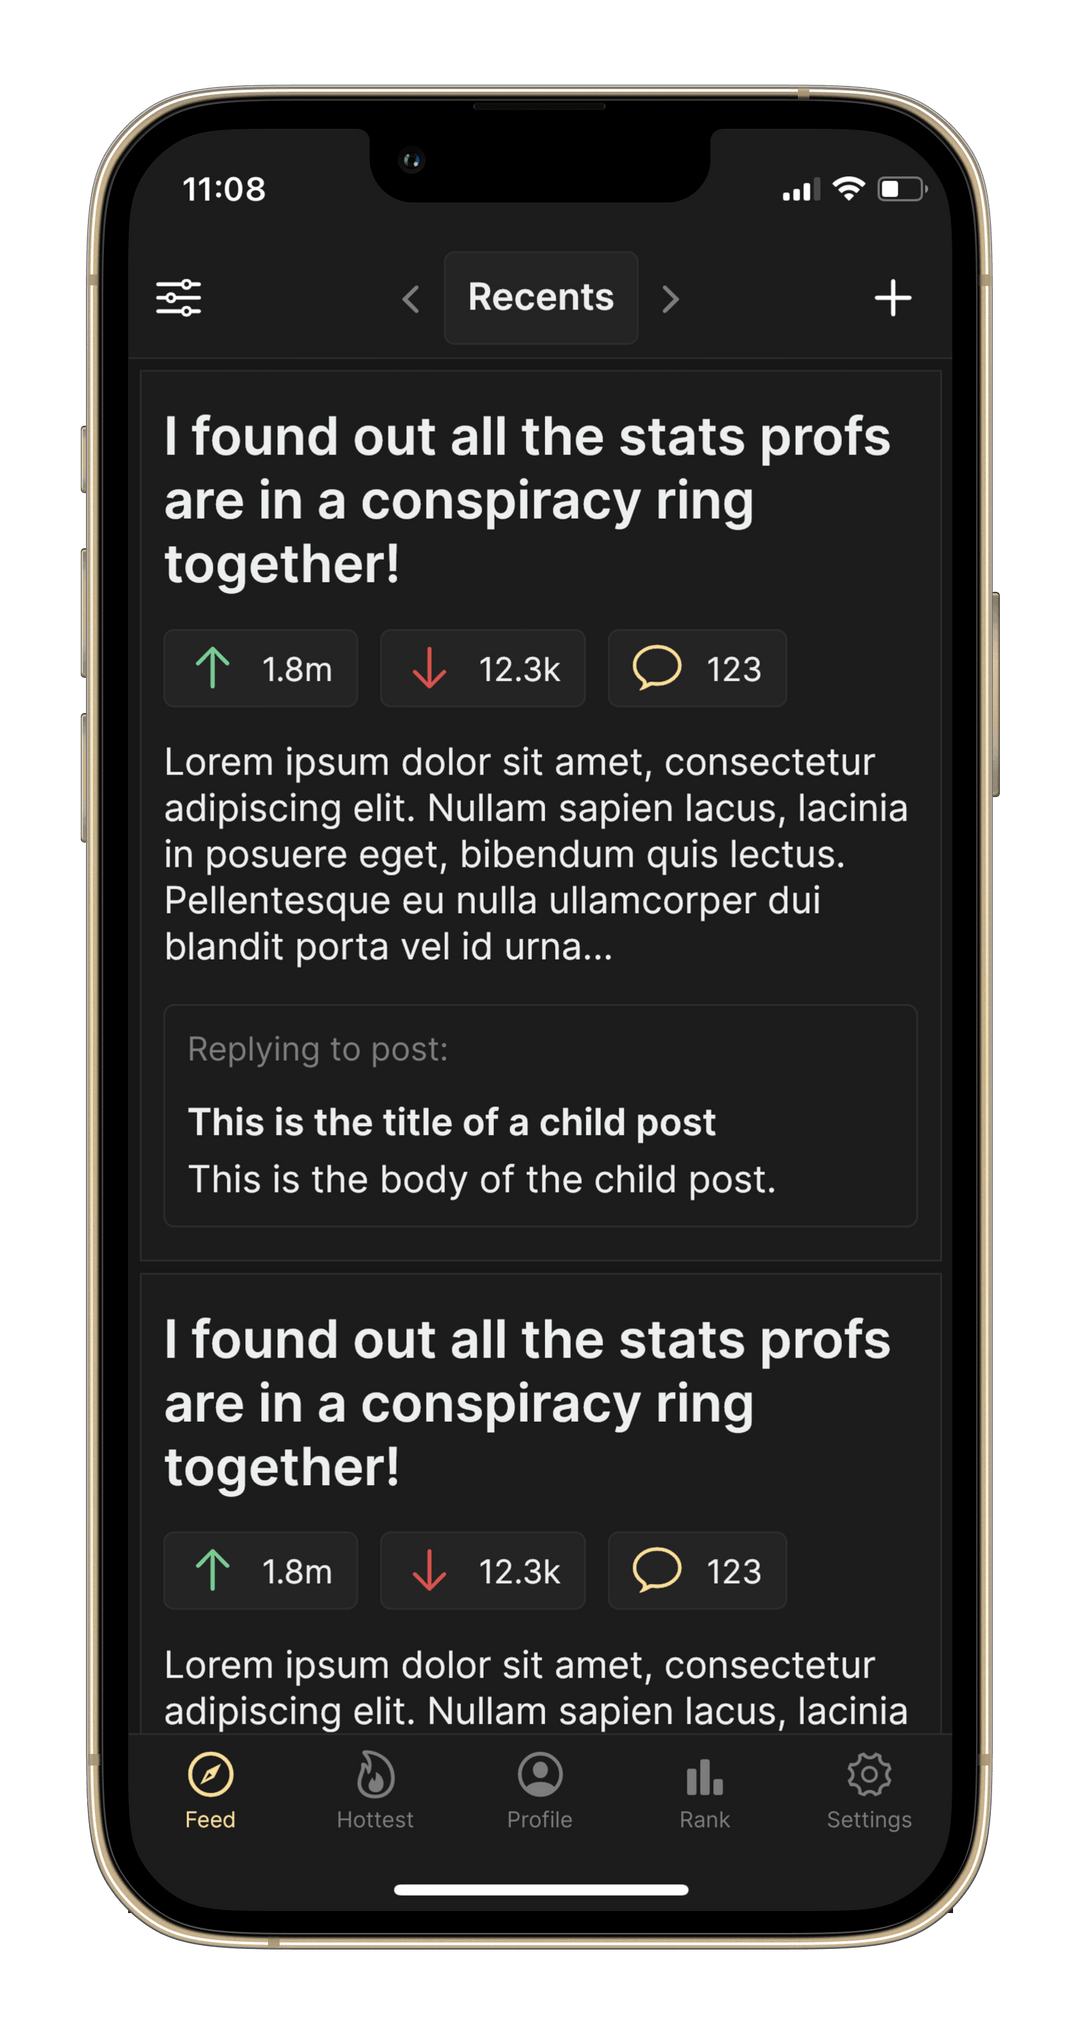 11:08
Recents
I found out all the stats profs
are in a conspiracy ring
together!
1.8m 12.3k 123
Lorem ipsum dolor sit amet, consectetur
adipiscing elit. Nullam sapien lacus, lacinia
in posuere eget, bibendum quis lectus.
Pellentesque eu nulla ullamcorper dui
blandit porta vel id urna...
Replying to post:
This is the title of a child post
This is the body of the child post.
I found out all the stats profs
are in a conspiracy ring
together!
1.8m 12.3k 123
Lorem ipsum dolor sit amet, consectetur
adipiscing elit. Nullam sapien lacus, lacinia
Feed Hottest Profile Rank Settings